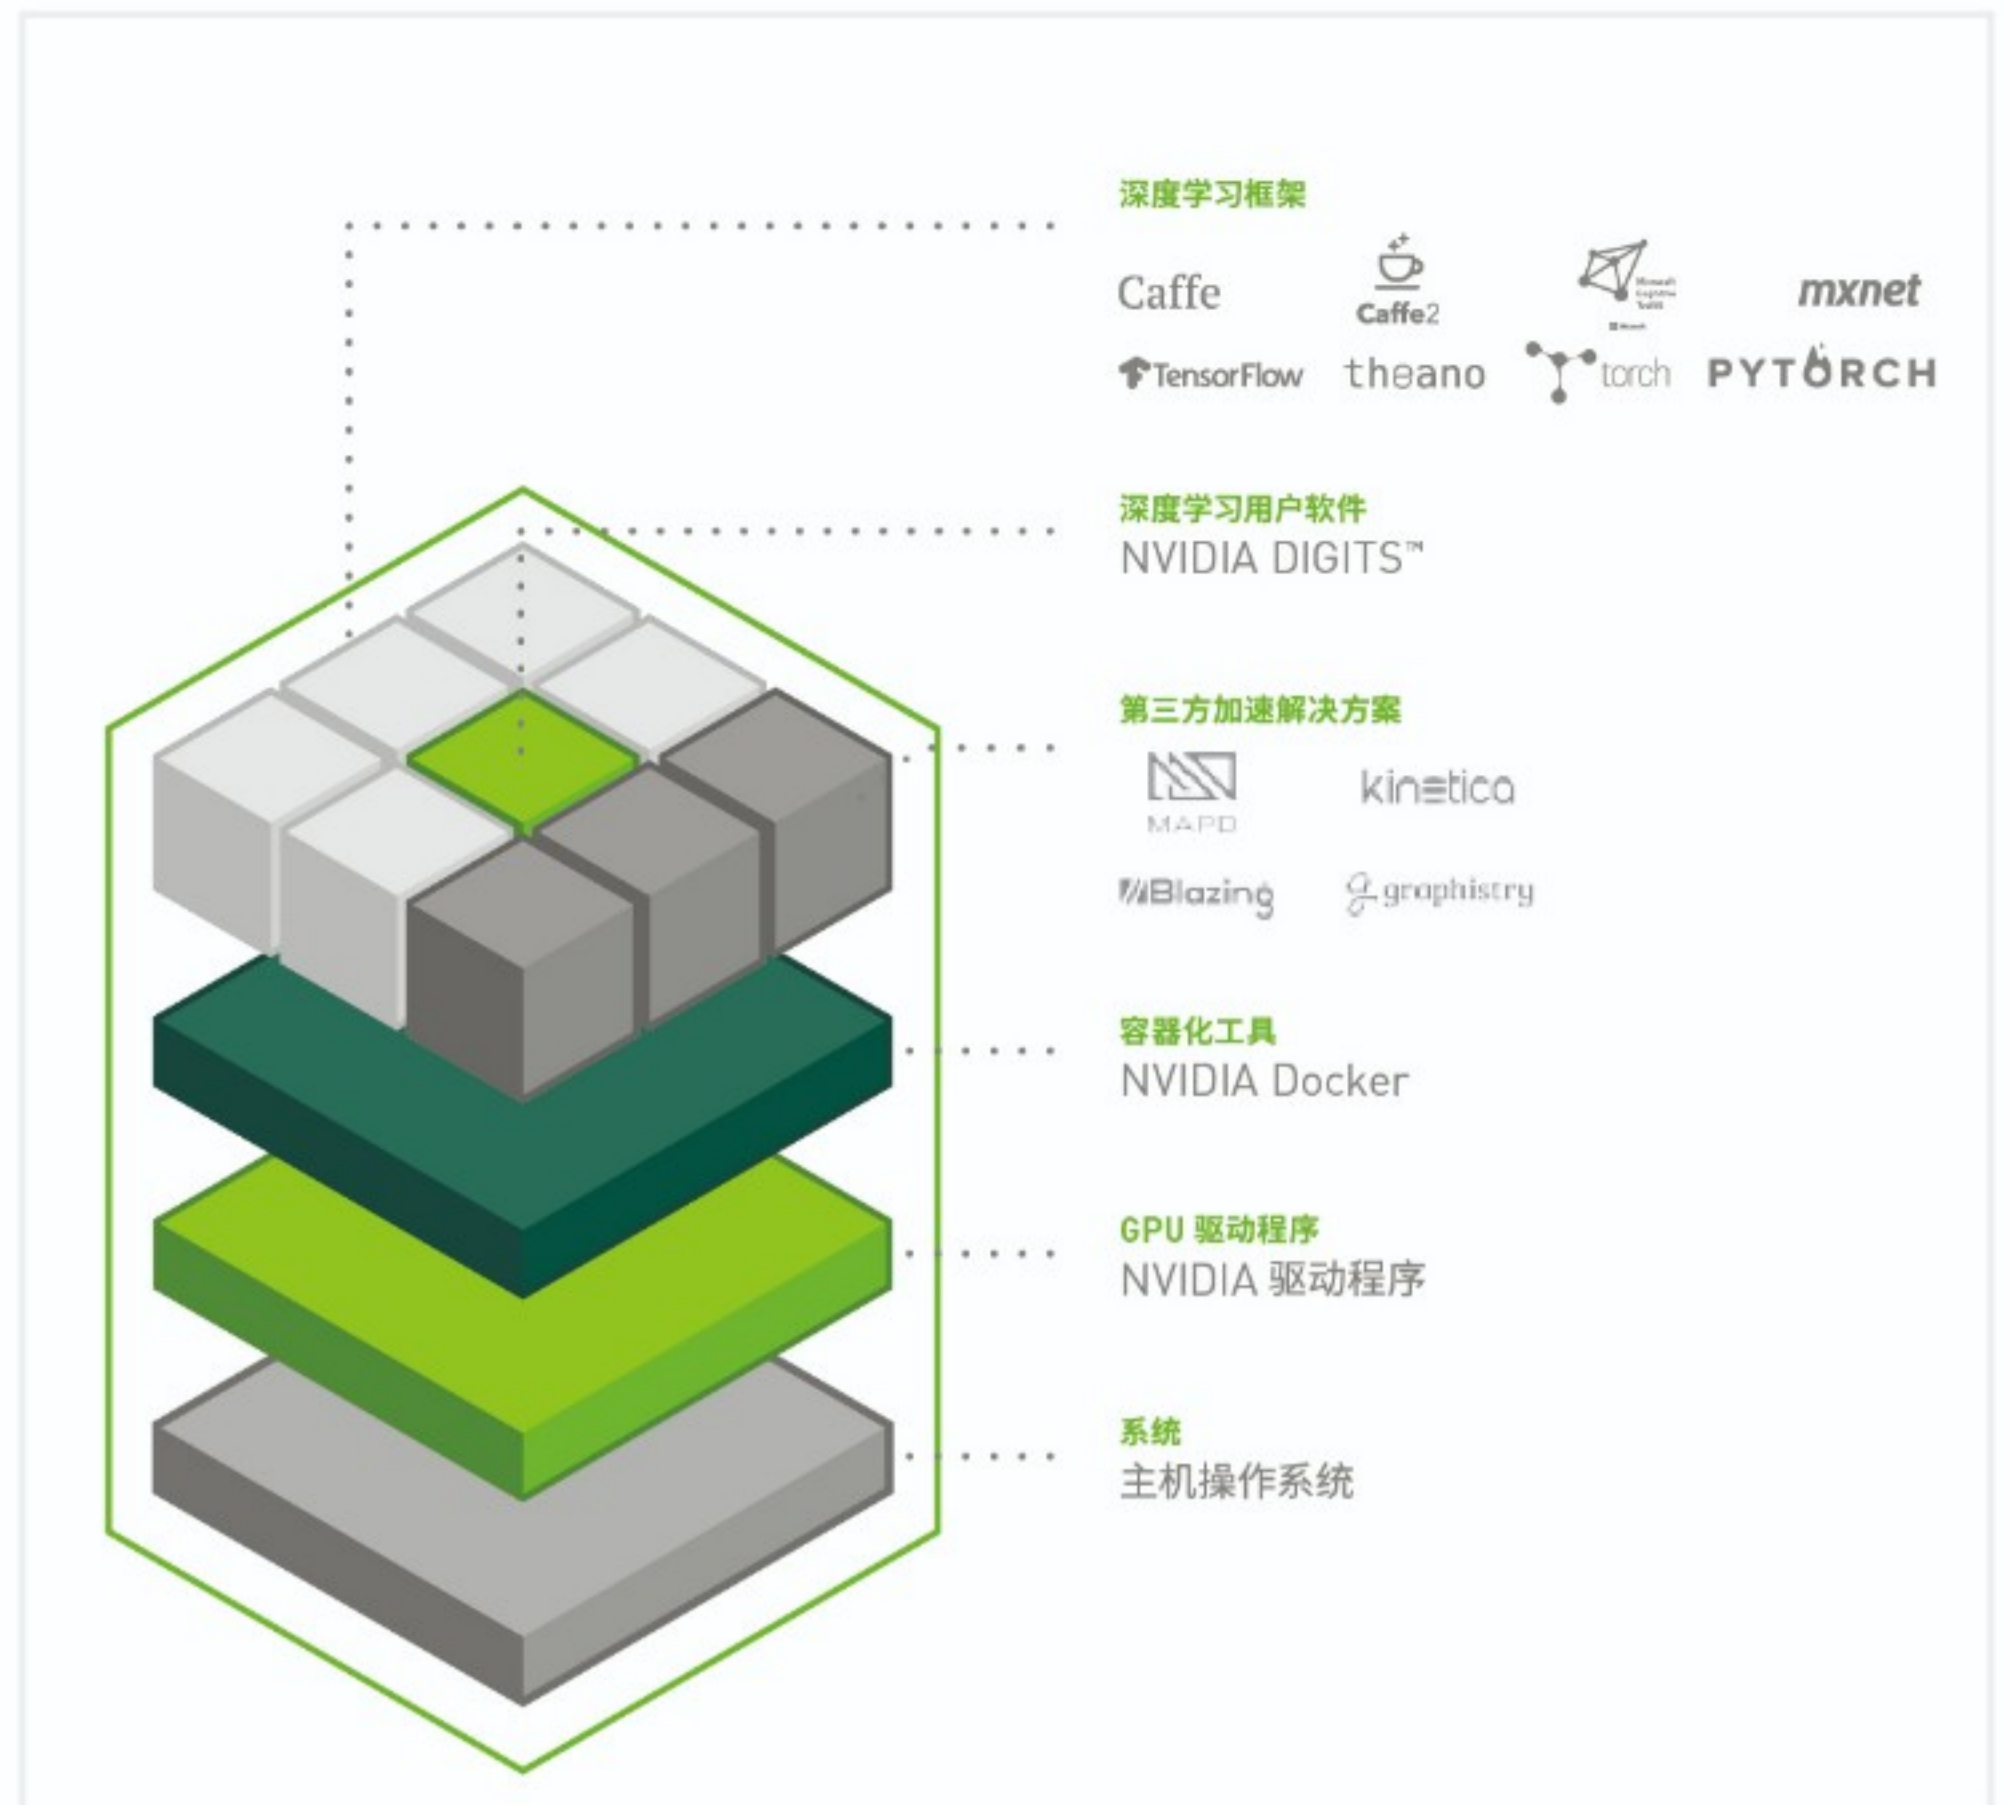 深度学习框架
Caffe Caffe2 mxnet
TensorFlow theano torch PYTORCH
深度学习用户软件
NVIDIA DIGITS™
第三方加速解决方案
MAPD kinetica
Blazing graphistry
容器化工具
NVIDIA Docker
GPU 驱动程序
NVIDIA 驱动程序
系统
主机操作系统